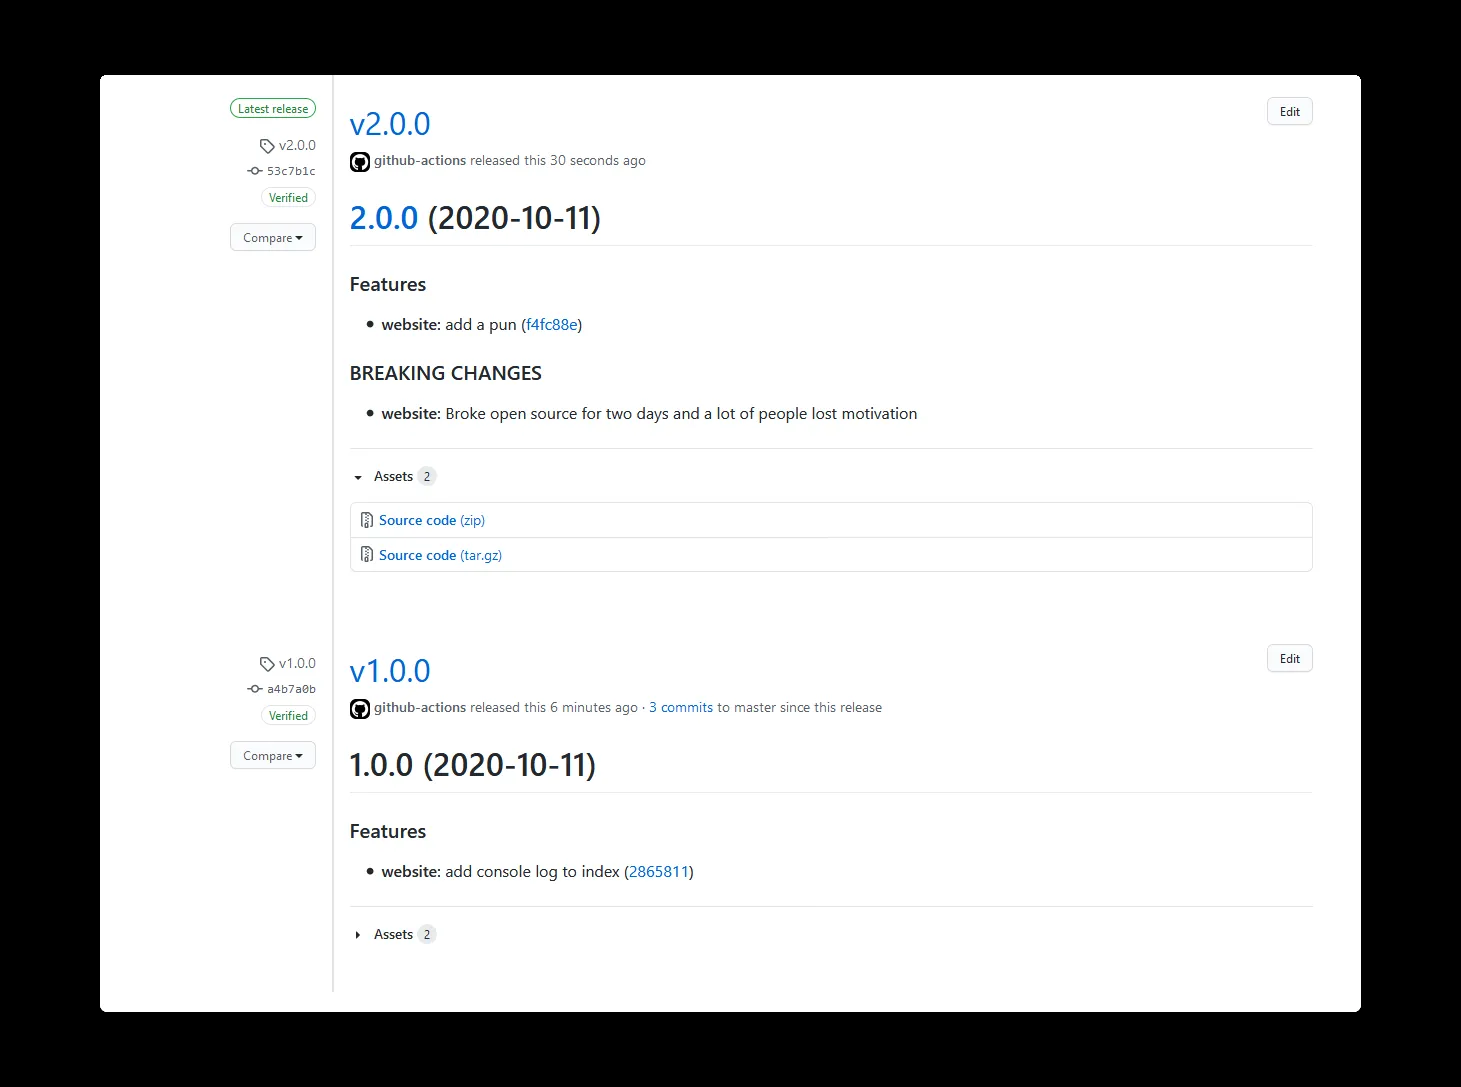 Latest release
v2.0.0
53c7b1c
Verified
Compare
v2.0.0
Edit
github-actions released this 30 seconds ago
2.0.0 (2020-10-11)
Features
website: add a pun (f4fc88e)
BREAKING CHANGES
website: Broke open source for two days and a lot of people lost motivation
Assets 2
Source code (zip)
Source code (tar.gz)
v1.0.0
a4b7a0b
Verified
Compare
v1.0.0
Edit
github-actions released this 6 minutes ago · 3 commits to master since this release
1.0.0 (2020-10-11)
Features
website: add console log to index (2865811)
Assets 2